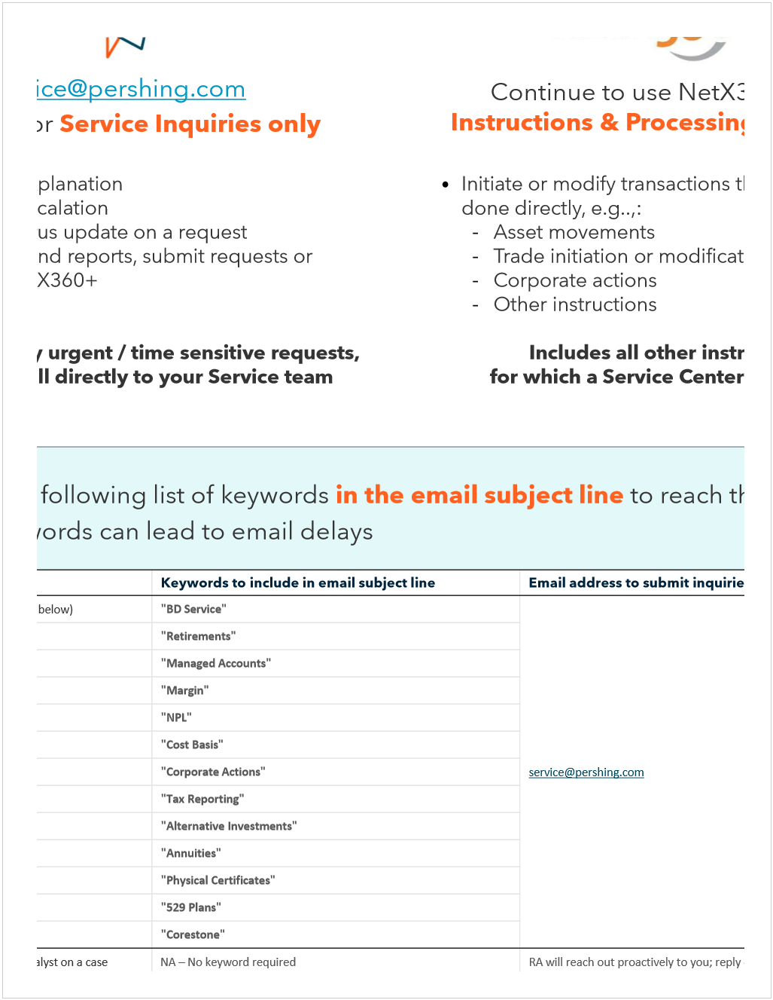 ice@pershing.com
or Service Inquiries only
planation
calation
us update on a request
nd reports, submit requests or
X360+
y urgent / time sensitive requests,
ll directly to your Service team
Continue to use NetX3
Instructions & Processing
• Initiate or modify transactions th
done directly, e.g..,:
- Asset movements
- Trade initiation or modificat
- Corporate actions
- Other instructions
Includes all other instr
for which a Service Center
following list of keywords in the email subject line to reach th
words can lead to email delays
Keywords to include in email subject line
Email address to submit inquirie
below)
"BD Service"
"Retirements"
"Managed Accounts"
"Margin"
"NPL"
"Cost Basis"
"Corporate Actions"
service@pershing.com
"Tax Reporting"
"Alternative Investments"
"Annuities"
"Physical Certificates"
"529 Plans"
"Corestone"
alyst on a case
NA – No keyword required
RA will reach out proactively to you; reply